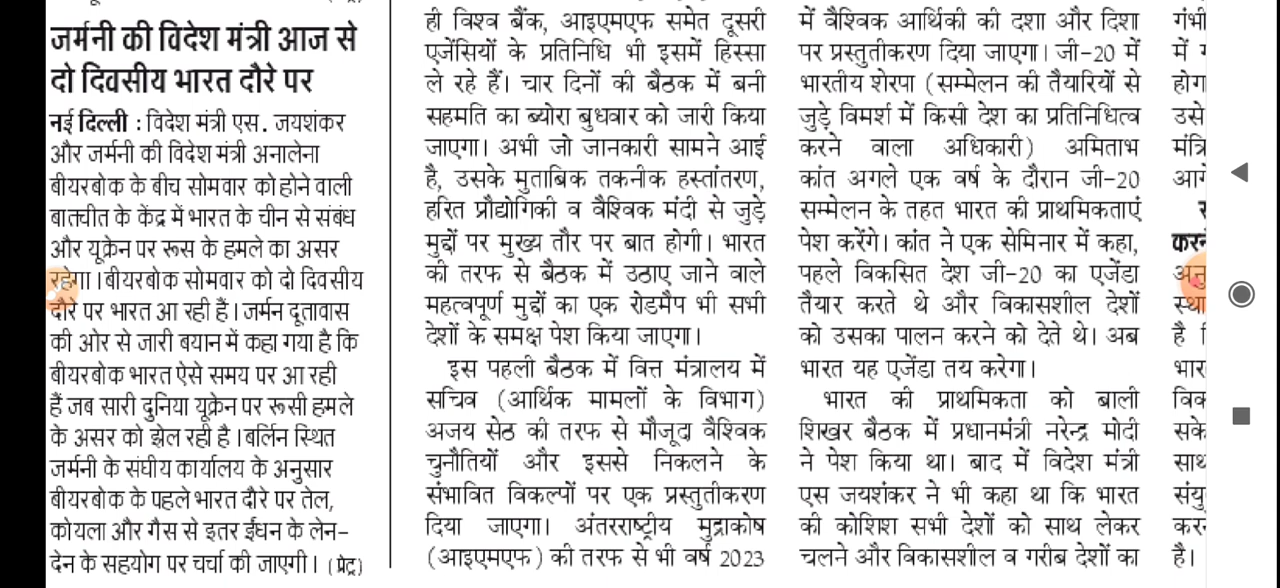 जर्मनी की विदेश मंत्री आज से
दो दिवसीय भारत दौरे पर
नई दिल्ली : विदेश मंत्री एस. जयशंकर
और जर्मनी की विदेश मंत्री अनालेना
बीयरबोक के बीच सोमवार को होने वाली
बातचीत के केंद्र में भारत के चीन से संबंध
और यूक्रेन पर रूस के हमले का असर
रहेगा। बीयरबोक सोमवार को दो दिवसीय
दौरे पर भारत आ रही हैं। जर्मन दूतावास
की ओर से जारी बयान में कहा गया है कि
बीयरबोक भारत ऐसे समय पर आ रही
हैं जब सारी दुनिया यूक्रेन पर रूसी हमले
के असर को झेल रही है। बर्लिन स्थित
जर्मनी के संघीय कार्यालय के अनुसार
बीयरबोक के पहले भारत दौरे पर तेल,
कोयला और गैस से इतर ईंधन के लेन-
देन के सहयोग पर चर्चा की जाएगी। (प्रेट्र)
ही विश्व बैंक, आइएमएफ समेत दूसरी
एजेंसियों के प्रतिनिधि भी इसमें हिस्सा
ले रहे हैं। चार दिनों की बैठक में बनी
सहमति का ब्योरा बुधवार को जारी किया
जाएगा। अभी जो जानकारी सामने आई
है, उसके मुताबिक तकनीक हस्तांतरण,
हरित प्रौद्योगिकी व वैश्विक मंदी से जुड़े
मुद्दों पर मुख्य तौर पर बात होगी। भारत
की तरफ से बैठक में उठाए जाने वाले
महत्वपूर्ण मुद्दों का एक रोडमैप भी सभी
देशों के समक्ष पेश किया जाएगा।
इस पहली बैठक में वित्त मंत्रालय में
सचिव (आर्थिक मामलों के विभाग)
अजय सेठ की तरफ से मौजूदा वैश्विक
चुनौतियों और इससे निकलने के
संभावित विकल्पों पर एक प्रस्तुतीकरण
दिया जाएगा। अंतरराष्ट्रीय मुद्राकोष
(आइएमएफ) की तरफ से भी वर्ष 2023
में वैश्विक आर्थिकी की दशा और दिशा
पर प्रस्तुतीकरण दिया जाएगा। जी-20 में
भारतीय शेरपा (सम्मेलन की तैयारियों से
जुड़े विमर्श में किसी देश का प्रतिनिधित्व
करने वाला अधिकारी) अमिताभ
कांत अगले एक वर्ष के दौरान जी-20
सम्मेलन के तहत भारत की प्राथमिकताएं
पेश करेंगे। कांत ने एक सेमिनार में कहा,
पहले विकसित देश जी-20 का एजेंडा
तैयार करते थे और विकासशील देशों
को उसका पालन करने को देते थे। अब
भारत यह एजेंडा तय करेगा।
भारत की प्राथमिकता को बाली
शिखर बैठक में प्रधानमंत्री नरेन्द्र मोदी
ने पेश किया था। बाद में विदेश मंत्री
एस जयशंकर ने भी कहा था कि भारत
की कोशिश सभी देशों को साथ लेकर
चलने और विकासशील व गरीब देशों का
में
उसे
है
साथ
है।